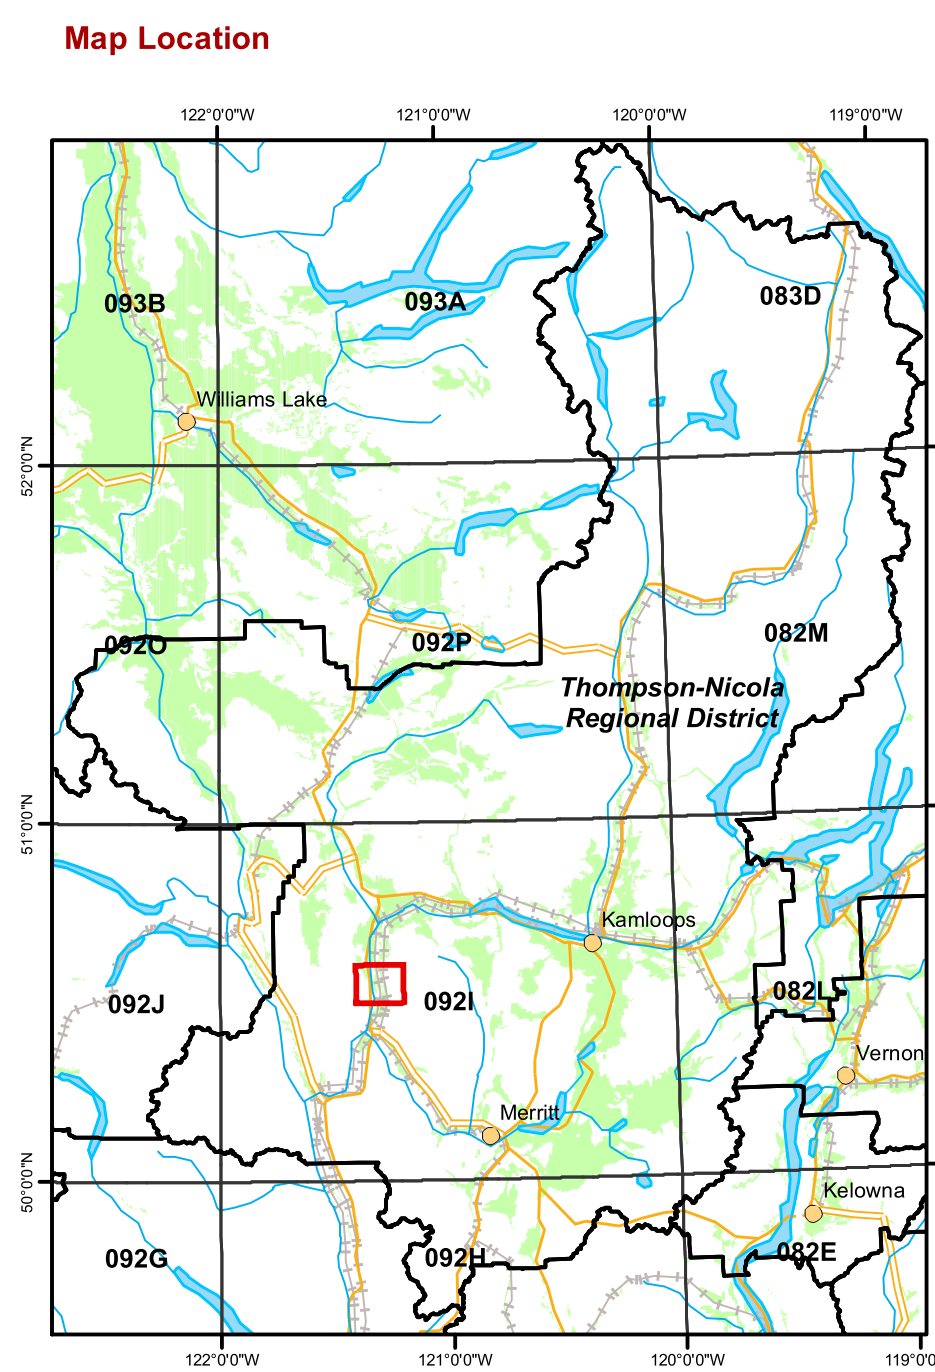 Map Location
122°0'0"W
121°0'0"W
120°0'0"W
119°0'0"W
093B
093A
083D
Williams Lake
52°0'0"N
092O
092P
082M
Thompson-Nicola
Regional District
51°0'0"N
Kamloops
092J
092I
082L
Vernon
Merritt
50°0'0"N
Kelowna
092G
092H
082E
122°0'0"W
121°0'0"W
120°0'0"W
119°0'0"